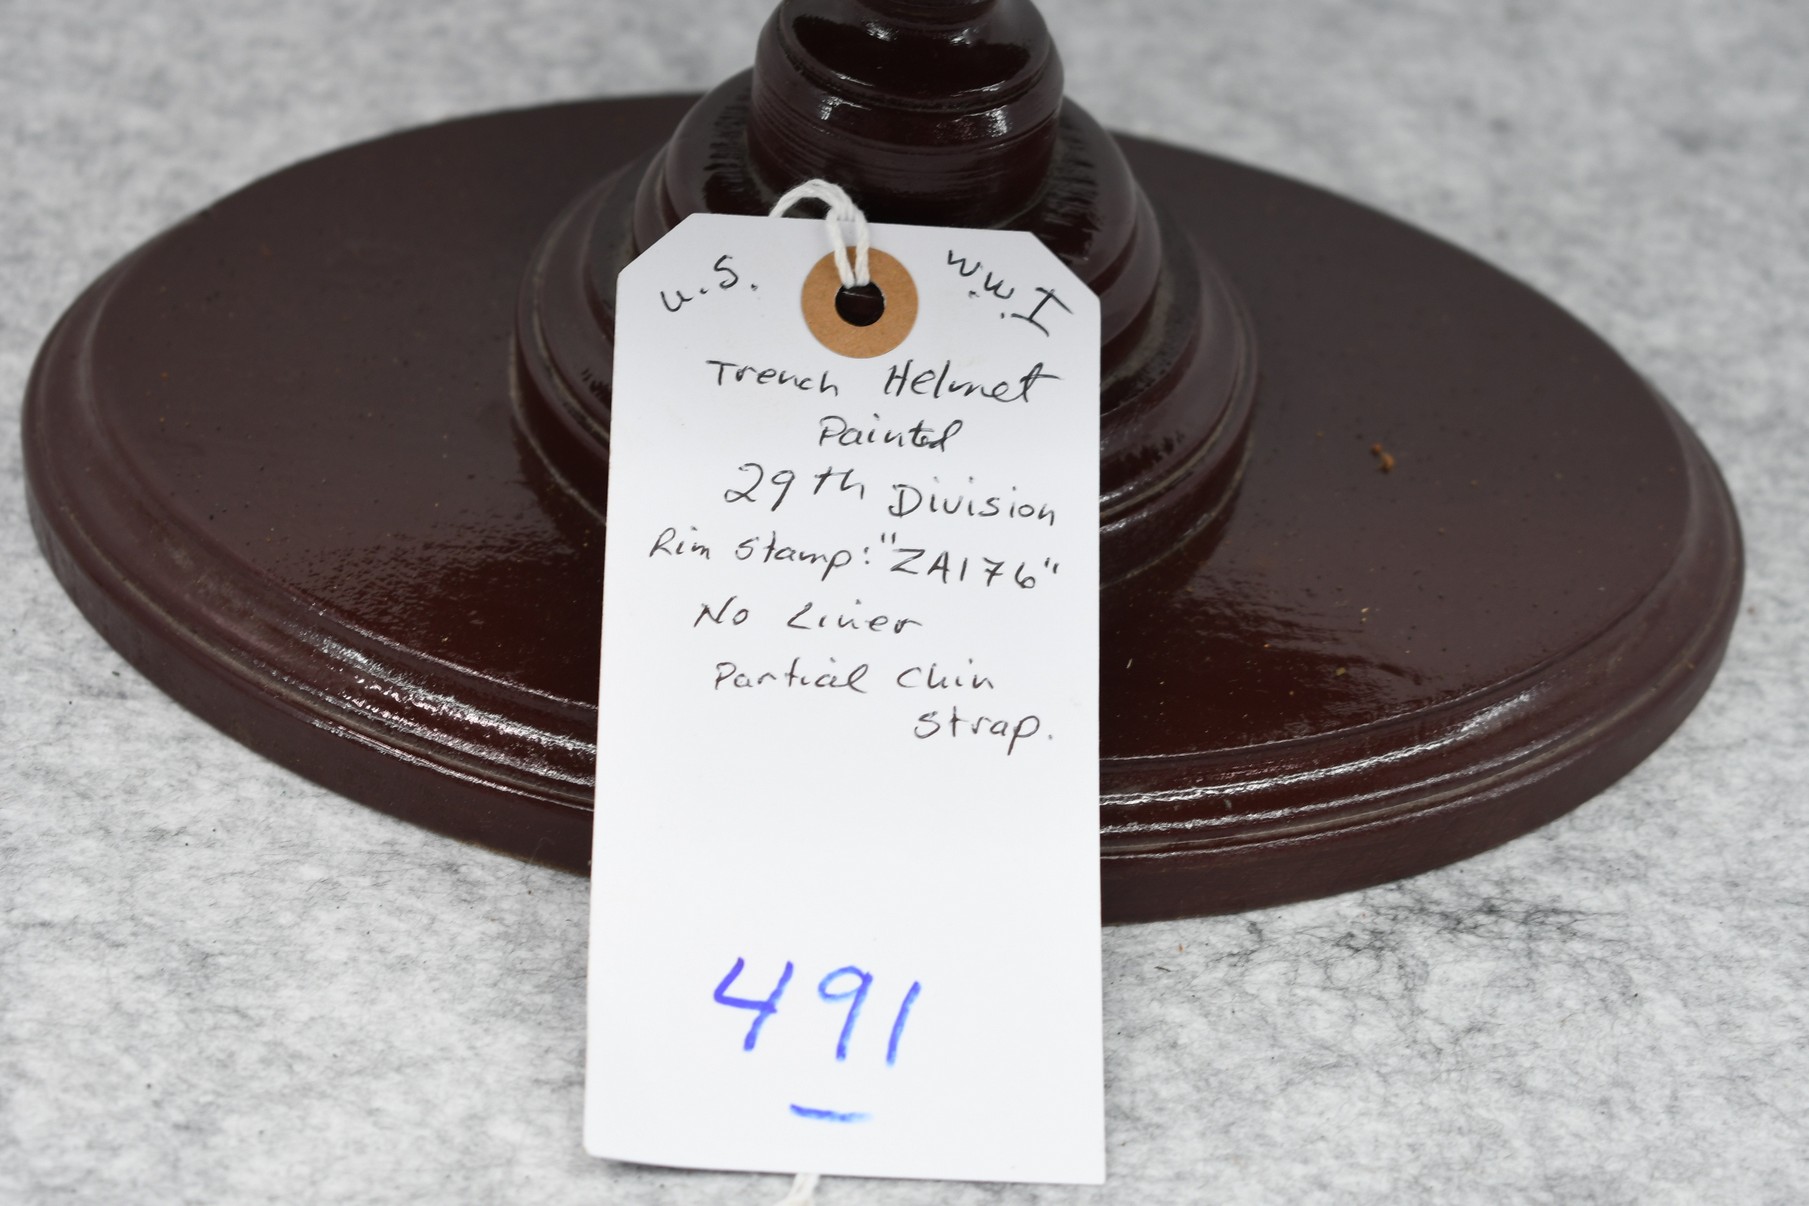 U.S. W.W.I
Trench Helmet
Painted
29th Division
Rim Stamp: "ZA176"
No Liner
Partial Chin
Strap.
491